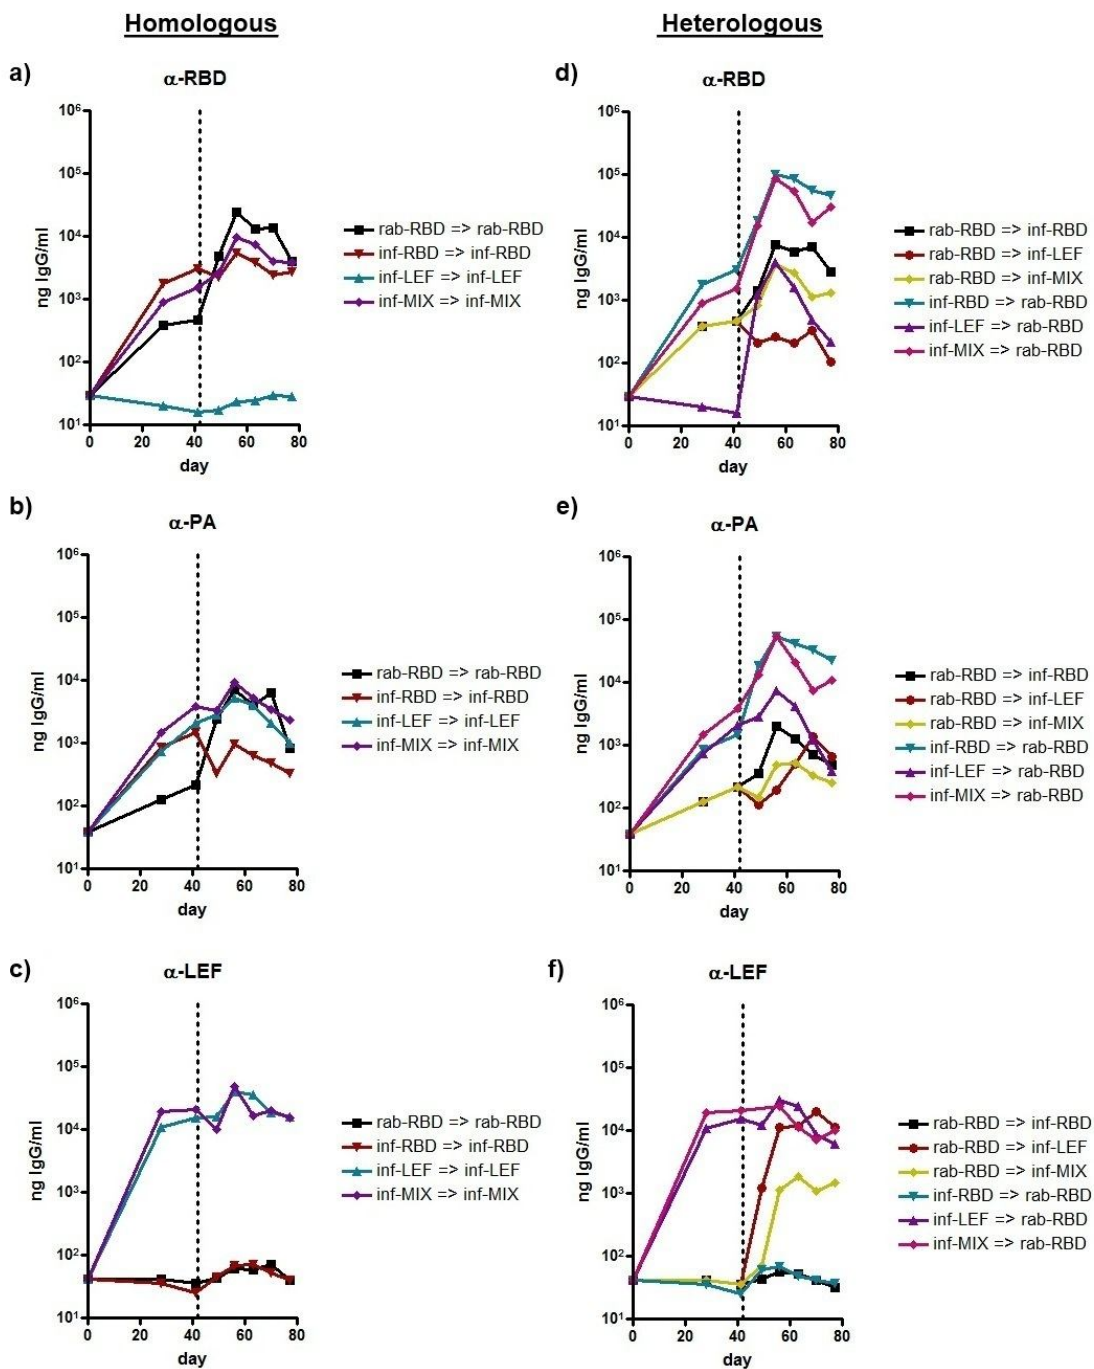 Homologous
Heterologous
a)
α-RBD
10⁶
10⁵
10⁴
10³
10²
10¹
ng IgG/ml
0 20 40 60 80
day
rab-RBD => rab-RBD
inf-RBD => inf-RBD
inf-LEF => inf-LEF
inf-MIX => inf-MIX
d)
α-RBD
10⁶
10⁵
10⁴
10³
10²
10¹
ng IgG/ml
0 20 40 60 80
day
rab-RBD => inf-RBD
rab-RBD => inf-LEF
rab-RBD => inf-MIX
inf-RBD => rab-RBD
inf-LEF => rab-RBD
inf-MIX => rab-RBD
b)
α-PA
10⁶
10⁵
10⁴
10³
10²
10¹
ng IgG/ml
0 20 40 60 80
day
rab-RBD => rab-RBD
inf-RBD => inf-RBD
inf-LEF => inf-LEF
inf-MIX => inf-MIX
e)
α-PA
10⁶
10⁵
10⁴
10³
10²
10¹
ng IgG/ml
0 20 40 60 80
day
rab-RBD => inf-RBD
rab-RBD => inf-LEF
rab-RBD => inf-MIX
inf-RBD => rab-RBD
inf-LEF => rab-RBD
inf-MIX => rab-RBD
c)
α-LEF
10⁶
10⁵
10⁴
10³
10²
10¹
ng IgG/ml
0 20 40 60 80
day
rab-RBD => rab-RBD
inf-RBD => inf-RBD
inf-LEF => inf-LEF
inf-MIX => inf-MIX
f)
α-LEF
10⁶
10⁵
10⁴
10³
10²
10¹
ng IgG/ml
0 20 40 60 80
day
rab-RBD => inf-RBD
rab-RBD => inf-LEF
rab-RBD => inf-MIX
inf-RBD => rab-RBD
inf-LEF => rab-RBD
inf-MIX => rab-RBD